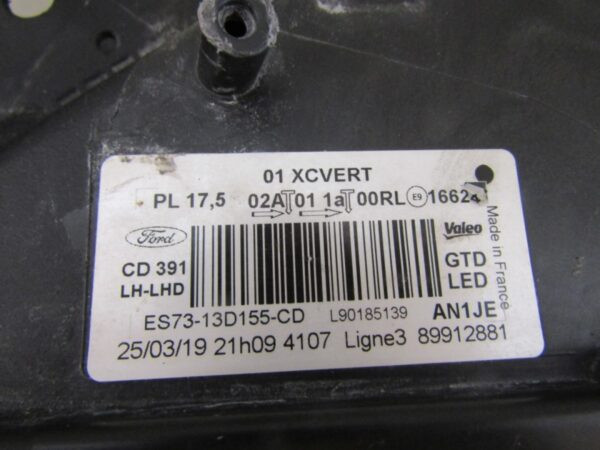 01 XCVERT
PL 17,5 02A 01 1a 00RL E9 16624
Ford Valeo Made in France
CD 391 GTD
LH-LHD LED
ES73-13D155-CD L90185139 AN1JE
25/03/19 21h09 4107 Ligne3 89912881